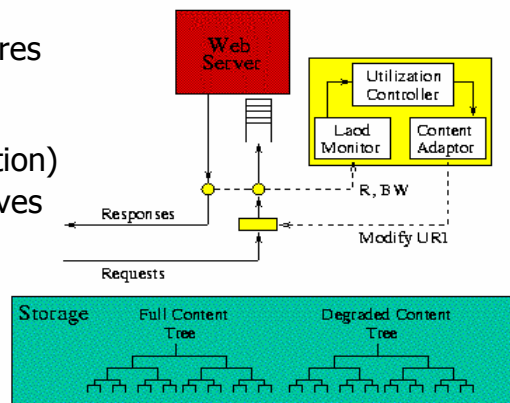 res
tion)
ves
Web
Server
Utilization
Controller
Laod
Monitor
Content
Adaptor
R, BW
Responses
Modify URI
Requests
Storage
Full Content
Tree
Degraded Content
Tree